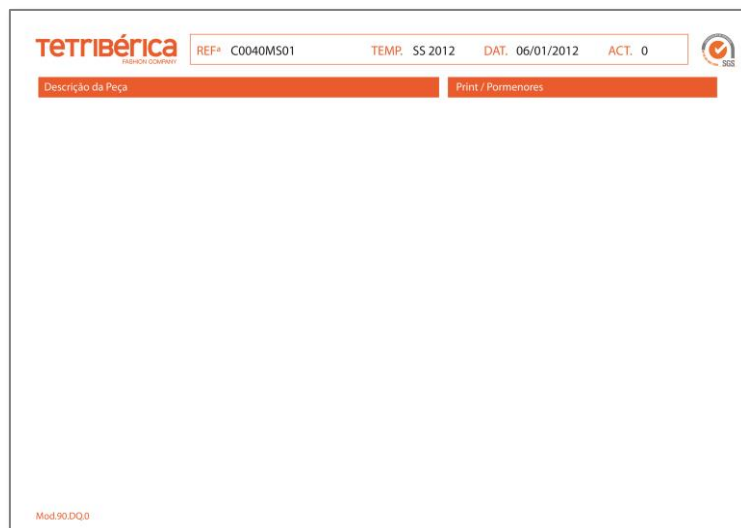 Tetribérica
FASHION COMPANY
REFª C0040MS01 TEMP. SS 2012 DAT. 06/01/2012 ACT. 0
SGS
Descrição da Peça
Print / Pormenores
Mod.90.DQ.0